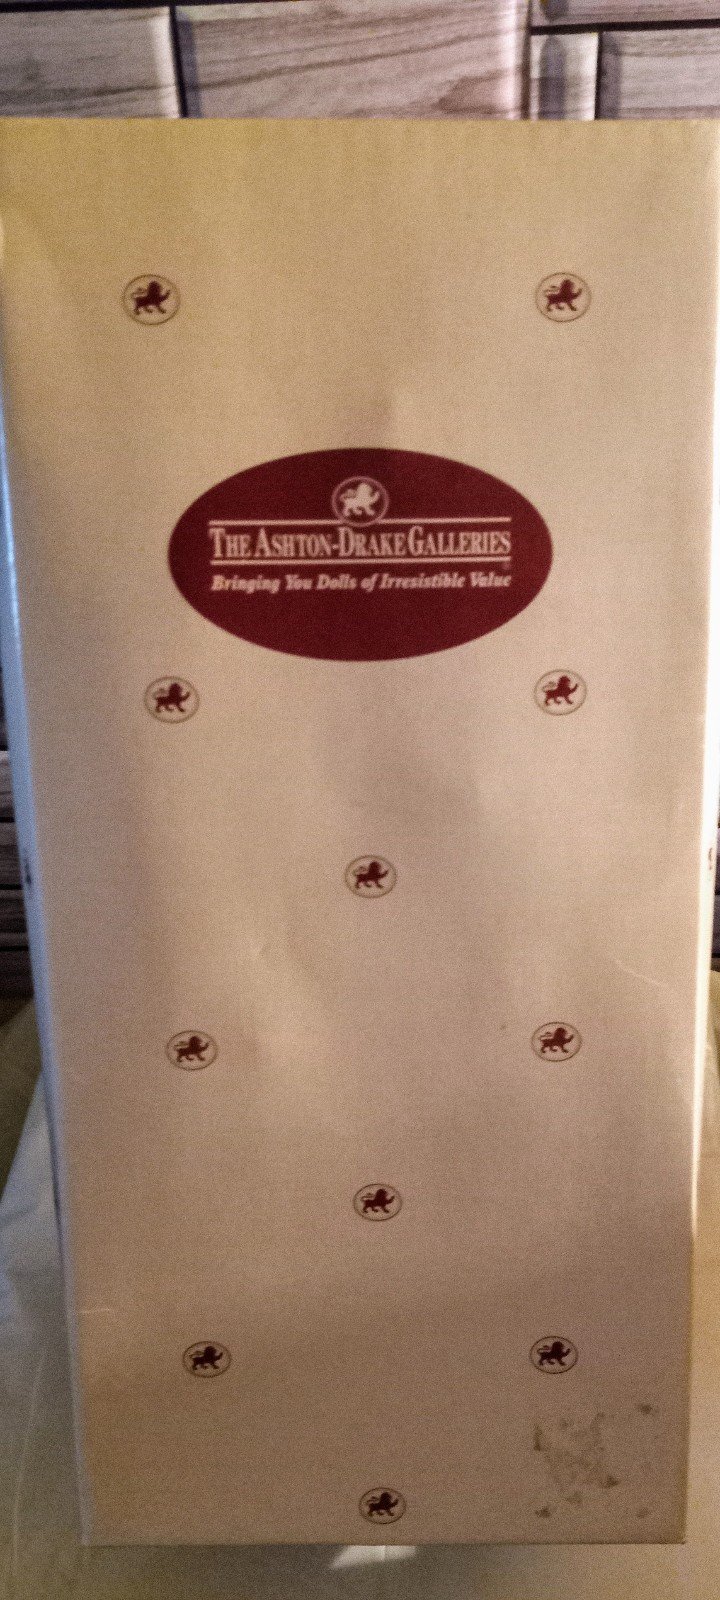 THE ASHTON-DRAKE GALLERIES
Bringing You Dolls of Irresistible Value